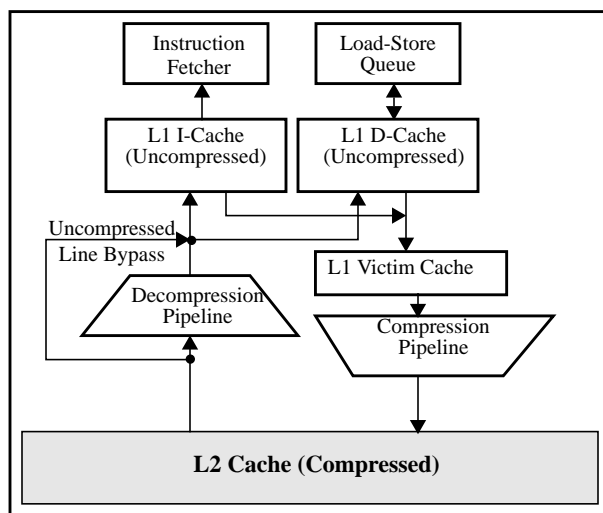 Instruction
Fetcher
Load-Store
Queue
L1 I-Cache
(Uncompressed)
L1 D-Cache
(Uncompressed)
Uncompressed
Line Bypass
L1 Victim Cache
Decompression
Pipeline
Compression
Pipeline
L2 Cache (Compressed)